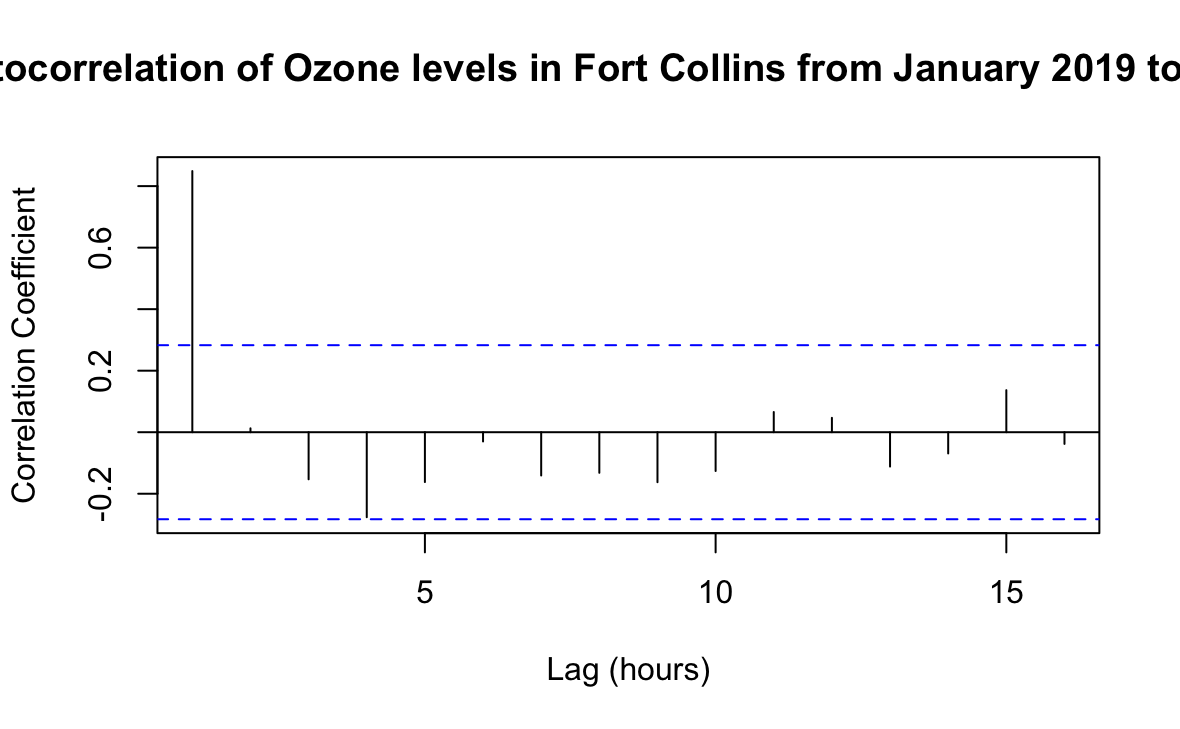 tocorrelation of Ozone levels in Fort Collins from January 2019 to
Correlation Coefficient
0.6
0.2
-0.2
5 10 15
Lag (hours)